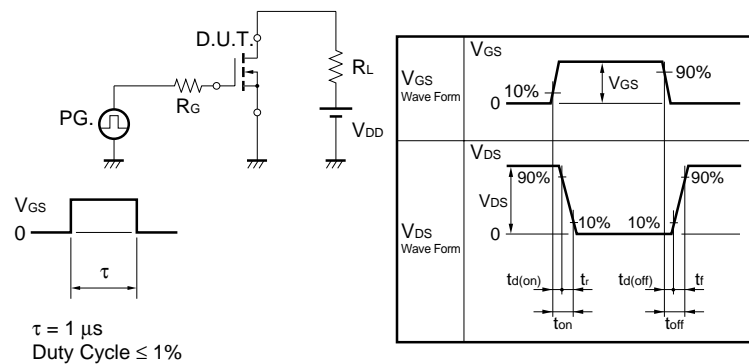 D.U.T.
RL
RG
PG.
VDD
VGS
0
τ
τ = 1 μs
Duty Cycle ≤ 1%
VGS
Wave Form
VGS
10%
VGS
90%
0
VDS
Wave Form
VDS
90%
90%
VDS
10%
10%
0
td(on)
tr
td(off)
tf
ton
toff